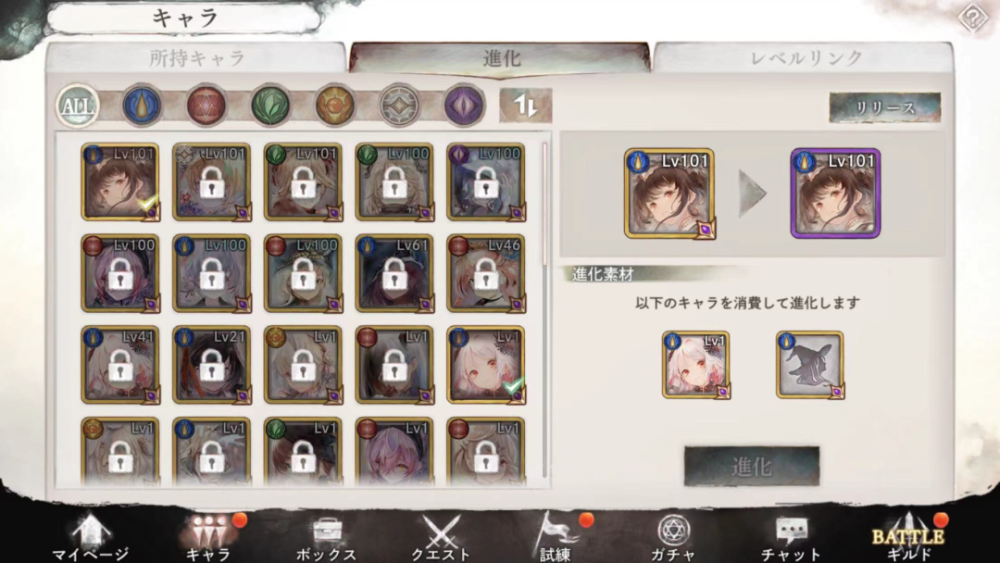 キャラ
所持キャラ
進化
レベルリンク
ALL
リリース
Lv101
Lv101
Lv101
Lv100
Lv100
Lv101
Lv101
Lv100
Lv100
Lv100
Lv61
Lv46
進化素材
以下のキャラを消費して進化します
Lv41
Lv21
Lv1
Lv1
Lv1
Lv1
Lv1
Lv1
Lv1
Lv1
Lv1
進化
マイページ
キャラ
ボックス
クエスト
試練
ガチャ
チャット
BATTLE
ギルド